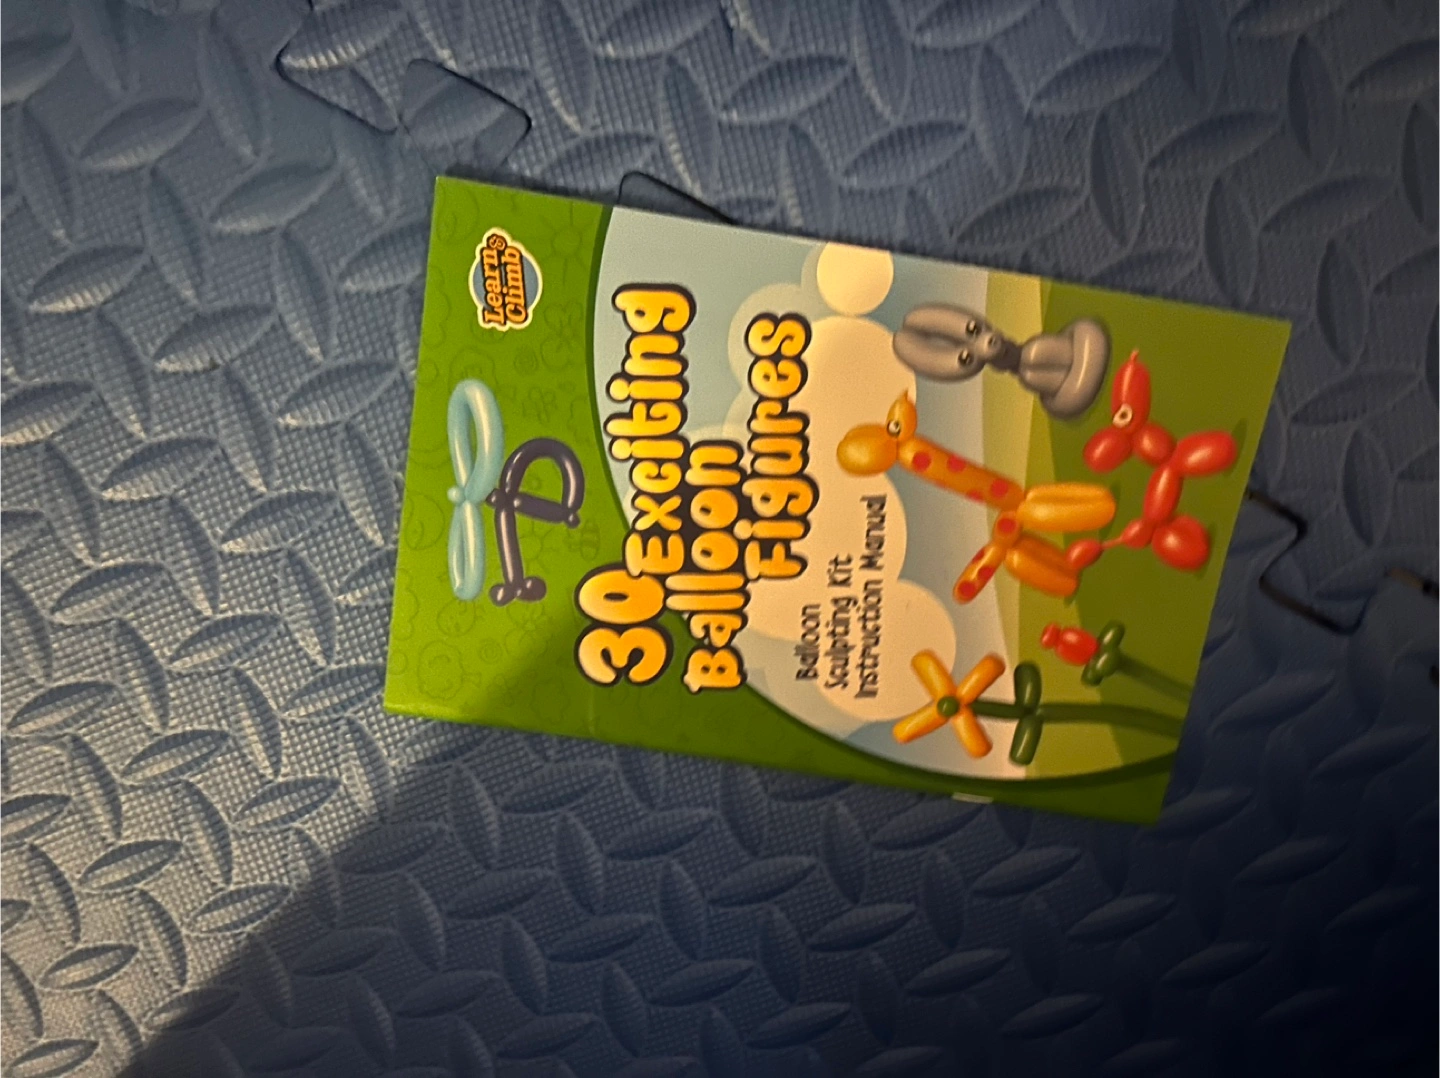 Learn &
Climb
30 Exciting
Balloon
Figures
Balloon
Sculpting Kit
Instruction Manual